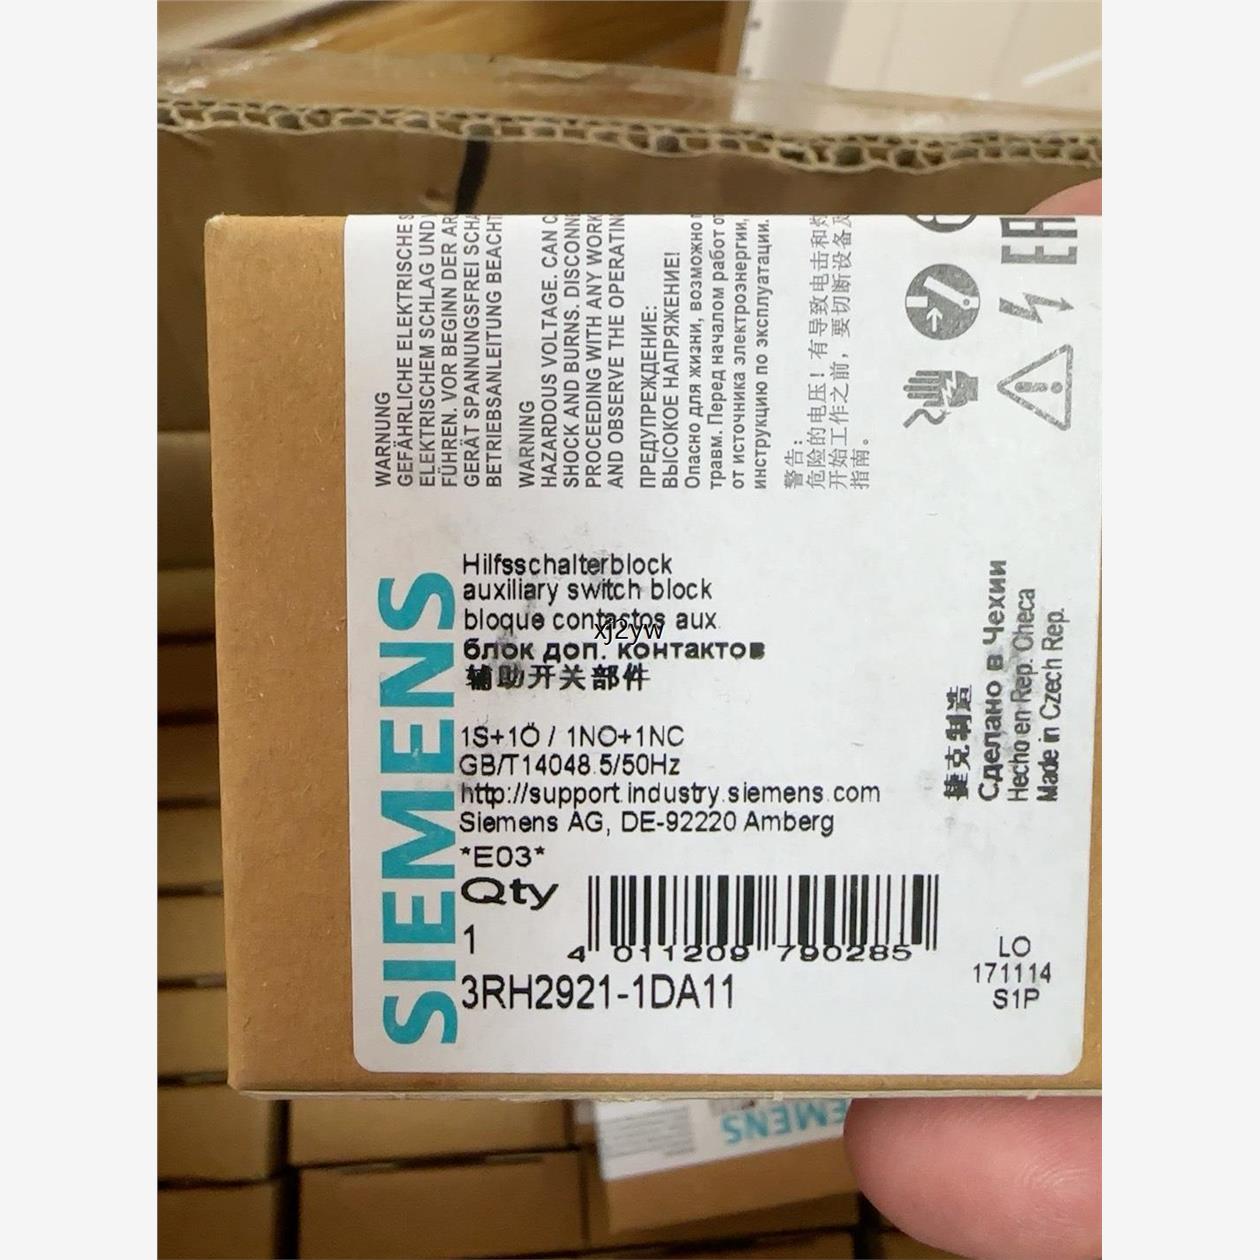 WARNUNG
GEFÄHRLICHE ELEKTRISCHE
ELEKTRISCHEM SCHLAG UND
FÜHREN. VOR BEGINN DER
GERÄT SPANNUNGSFREI
BETRIEBSANLEITUNG
WARNING
HAZARDOUS VOLTAGE. CAN
SHOCK AND BURNS.
PROCEEDING WITH ANY WORK
AND OBSERVE THE OPERATING
ПРЕДУПРЕЖДЕНИЕ:
ВЫСОКОЕ НАПРЯЖЕНИЕ!
Опасно для жизни, возможно
травм. Перед началом работ
от источника электроэнергии,
инструкцию по эксплуатации.
警告：
危险的电压！有导致电击和灼
开始工作之前，要切断设备及
指南。
EAC
SIEMENS
Hilfsschalterblock
auxiliary switch block
bloque contactos aux.
xj2yw
блок доп. контактов
辅助开关部件
1S+1Ö / 1NO+1NC
GB/T14048.5/50Hz
http://support.industry.siemens.com
Siemens AG, DE-92220 Amberg
*E03*
Qty
1
4 011209 790285
3RH2921-1DA11
捷克制造
Сделано в Чехии
Hecho en Rep. Checa
Made in Czech Rep.
LO
171114
S1P
SIEMENS